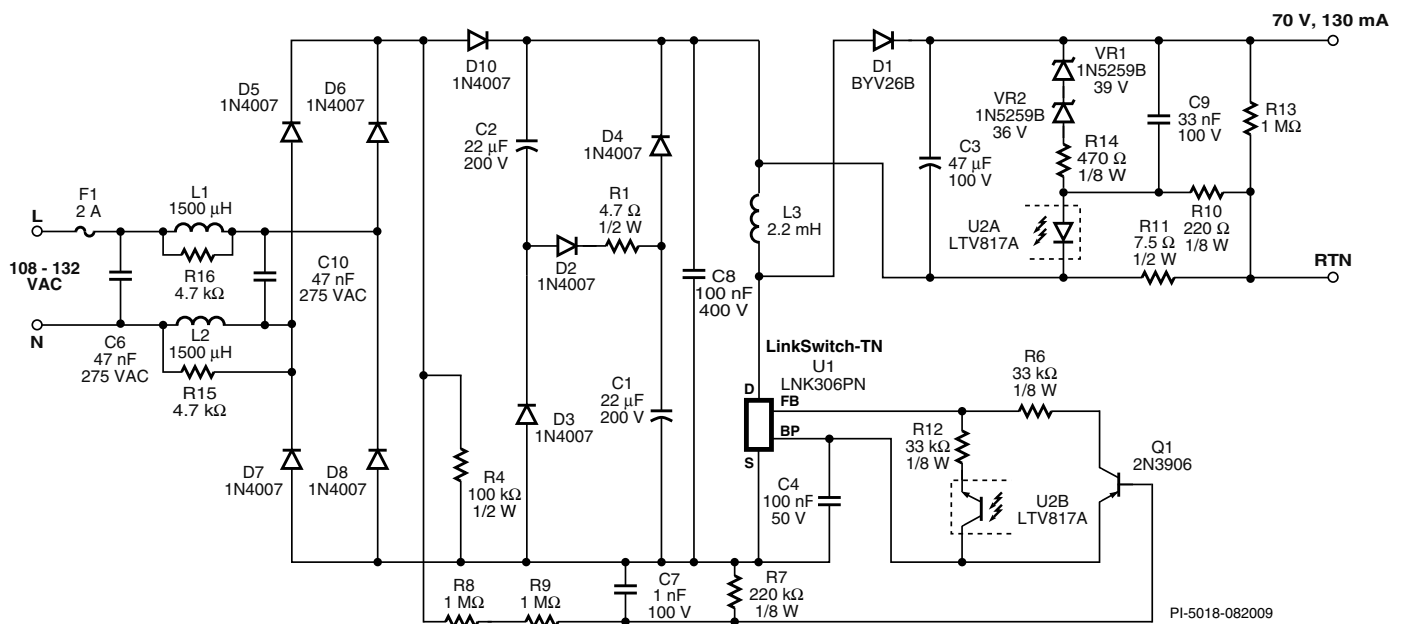 70 V, 130 mA
D10
1N4007
D5
1N4007
D6
1N4007
C2
22 µF
200 V
D4
1N4007
R1
4.7 Ω
1/2 W
D2
1N4007
D1
BYV26B
VR1
1N5259B
39 V
VR2
1N5259B
36 V
C9
33 nF
100 V
R13
1 MΩ
C3
47 µF
100 V
R14
470 Ω
1/8 W
L3
2.2 mH
U2A
LTV817A
R10
220 Ω
1/8 W
R11
7.5 Ω
1/2 W
RTN
F1
2 A
L
L1
1500 µH
R16
4.7 kΩ
C10
47 nF
275 VAC
108 - 132
VAC
N
C6
47 nF
275 VAC
L2
1500 µH
R15
4.7 kΩ
C8
100 nF
400 V
LinkSwitch-TN
U1
LNK306PN
D
FB
BP
S
R6
33 kΩ
1/8 W
R12
33 kΩ
1/8 W
Q1
2N3906
U2B
LTV817A
C1
22 µF
200 V
D3
1N4007
D7
1N4007
D8
1N4007
R4
100 kΩ
1/2 W
C4
100 nF
50 V
R8
1 MΩ
R9
1 MΩ
C7
1 nF
100 V
R7
220 kΩ
1/8 W
PI-5018-082009